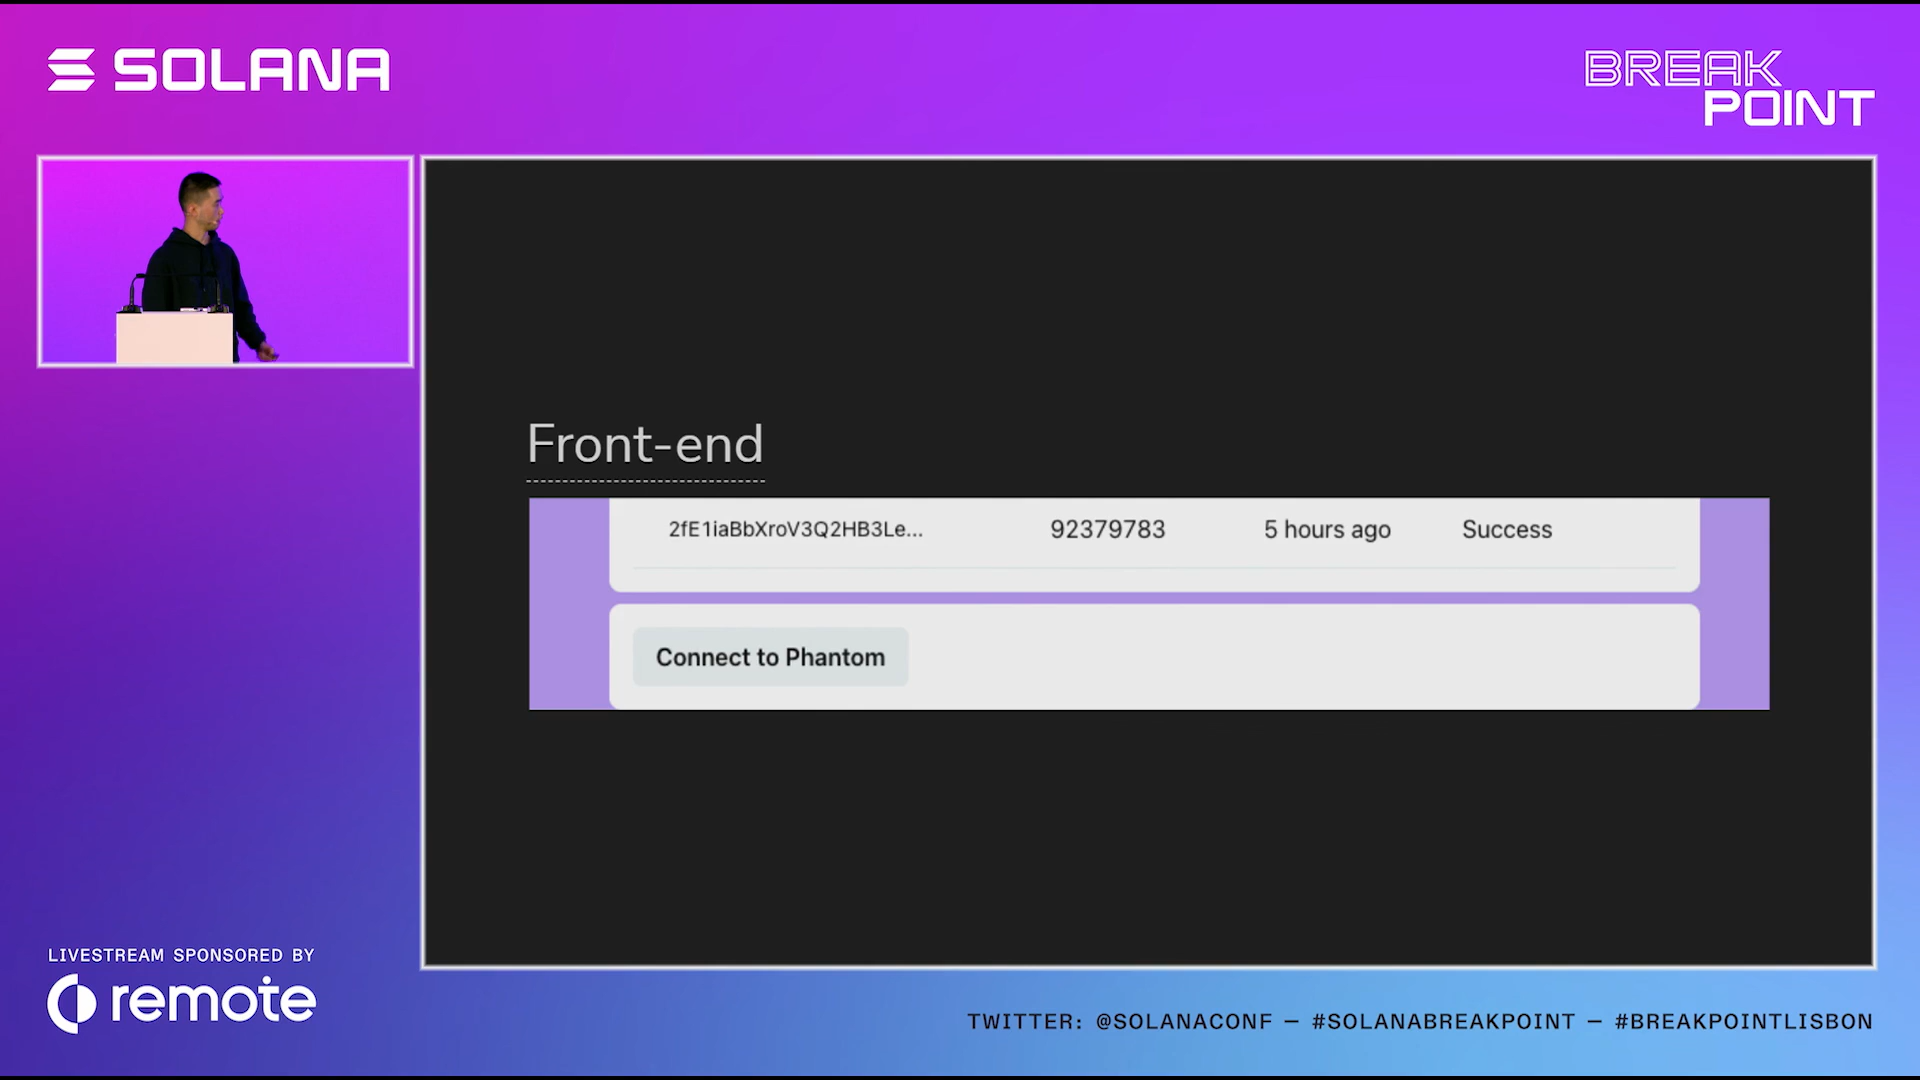 SOLANA
BREAK
POINT
Front-end
2fE1iaBbXroV3Q2HB3Le... 92379783 5 hours ago Success
Connect to Phantom
LIVESTREAM SPONSORED BY
remote
TWITTER: @SOLANACONF — #SOLANABREAKPOINT — #BREAKPOINTLISBON